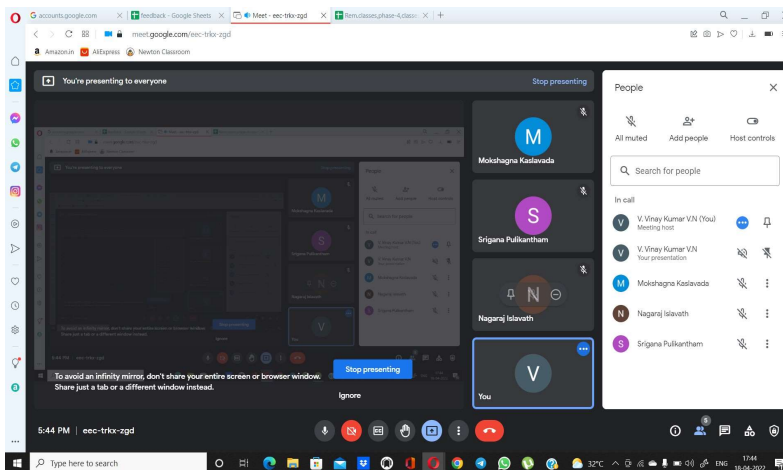 accounts.google.com
feedback - Google Sheets
Meet - eec-trkx-zgd
Rem.classes,phase-4,class
meet.google.com/eec-trkx-zgd
Amazon.in
AliExpress
Newton Classroom
You're presenting to everyone
Stop presenting
To avoid an infinity mirror, don't share your entire screen or browser window.
Share just a tab or a different window instead.
Stop presenting
Ignore
M
Mokshagna Kaslavada
S
Srigana Pulikantham
N
Nagaraj Islavath
V
You
People
All muted
Add people
Host controls
Search for people
In call
V
V. Vinay Kumar V.N (You)
Meeting host
V
V. Vinay Kumar V.N
Your presentation
M
Mokshagna Kaslavada
N
Nagaraj Islavath
S
Srigana Pulikantham
5:44 PM | eec-trkx-zgd
5
Type here to search
32°C
ENG
17:44
18-04-2022